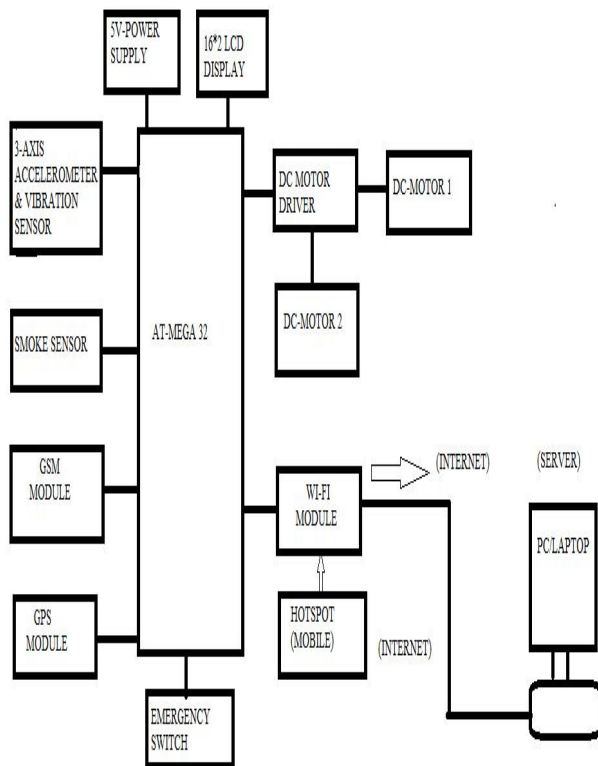 5V-POWER
SUPPLY
16*2 LCD
DISPLAY
3-AXIS
ACCELEROMETER
& VIBRATION
SENSOR
DC MOTOR
DRIVER
DC-MOTOR 1
DC-MOTOR 2
AT-MEGA 32
SMOKE SENSOR
GSM
MODULE
WI-FI
MODULE
(INTERNET)
(SERVER)
PC/LAPTOP
HOTSPOT
(MOBILE)
(INTERNET)
GPS
MODULE
EMERGENCY
SWITCH